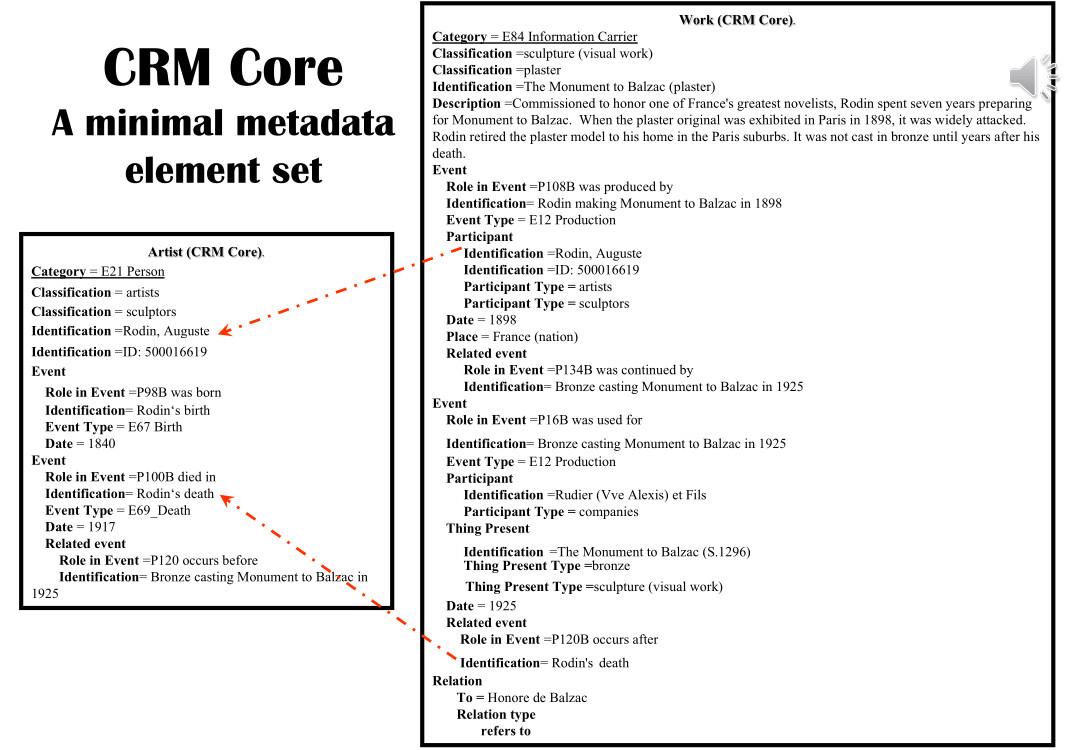 CRM Core
A minimal metadata
element set
Artist (CRM Core).
Category = E21 Person
Classification = artists
Classification = sculptors
Identification =Rodin, Auguste
Identification =ID: 500016619
Event
Role in Event =P98B was born
Identification= Rodin‘s birth
Event Type = E67 Birth
Date = 1840
Event
Role in Event =P100B died in
Identification= Rodin‘s death
Event Type = E69_Death
Date = 1917
Related event
Role in Event =P120 occurs before
Identification= Bronze casting Monument to Balzac in
1925
Work (CRM Core).
Category = E84 Information Carrier
Classification =sculpture (visual work)
Classification =plaster
Identification =The Monument to Balzac (plaster)
Description =Commissioned to honor one of France's greatest novelists, Rodin spent seven years preparing
for Monument to Balzac. When the plaster original was exhibited in Paris in 1898, it was widely attacked.
Rodin retired the plaster model to his home in the Paris suburbs. It was not cast in bronze until years after his
death.
Event
Role in Event =P108B was produced by
Identification= Rodin making Monument to Balzac in 1898
Event Type = E12 Production
Participant
Identification =Rodin, Auguste
Identification =ID: 500016619
Participant Type = artists
Participant Type = sculptors
Date = 1898
Place = France (nation)
Related event
Role in Event =P134B was continued by
Identification= Bronze casting Monument to Balzac in 1925
Event
Role in Event =P16B was used for
Identification= Bronze casting Monument to Balzac in 1925
Event Type = E12 Production
Participant
Identification =Rudier (Vve Alexis) et Fils
Participant Type = companies
Thing Present
Identification =The Monument to Balzac (S.1296)
Thing Present Type =bronze
Thing Present Type =sculpture (visual work)
Date = 1925
Related event
Role in Event =P120B occurs after
Identification= Rodin's death
Relation
To = Honore de Balzac
Relation type
refers to